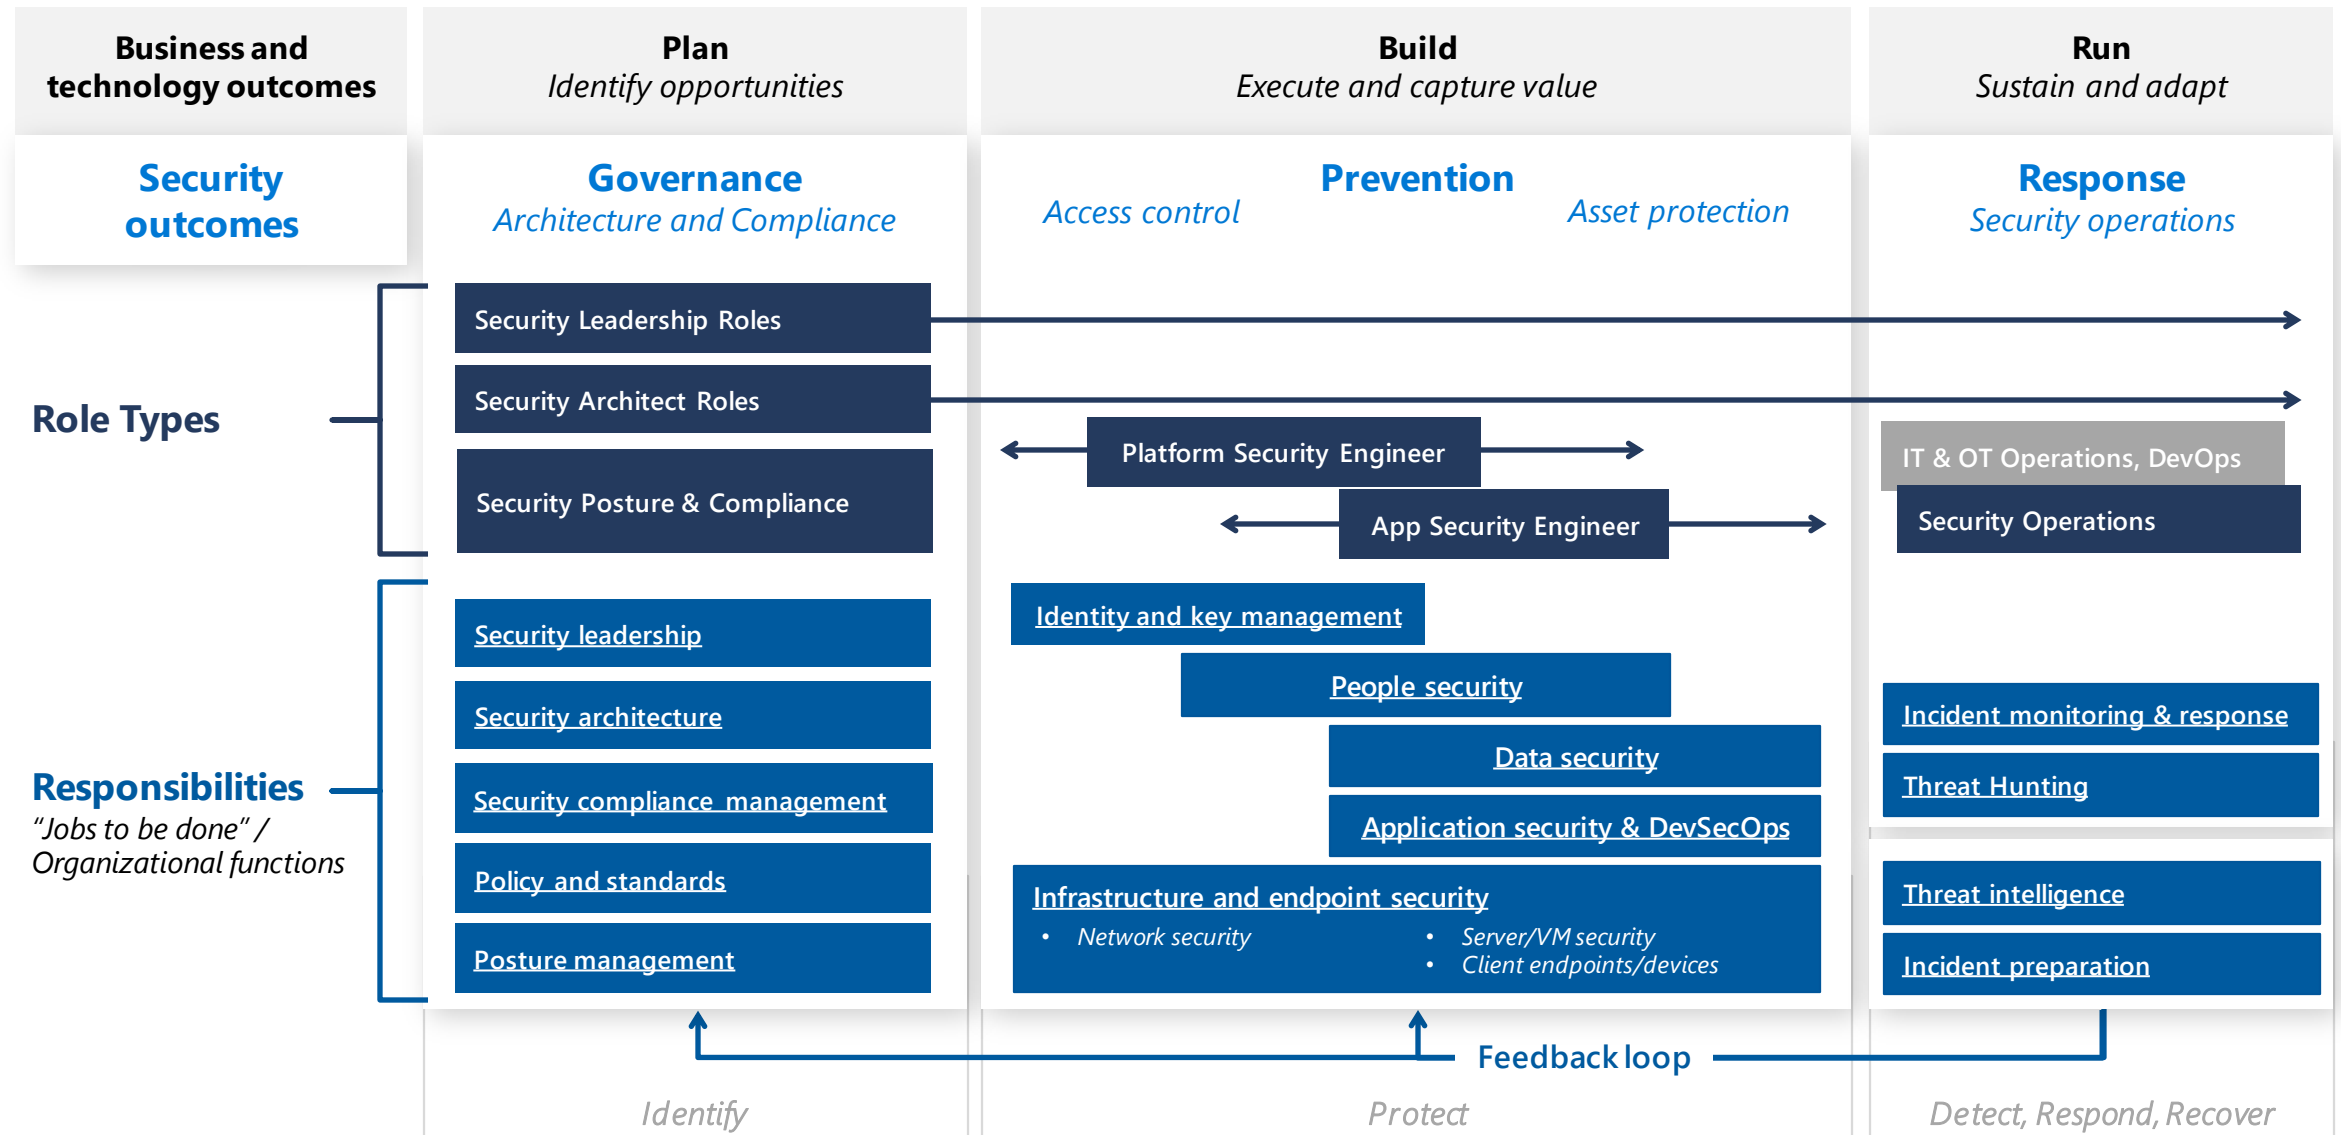 Business and
technology outcomes
Plan
Identify opportunities
Build
Execute and capture value
Run
Sustain and adapt
Security
outcomes
Governance
Architecture and Compliance
Prevention
Access control
Asset protection
Response
Security operations
Role Types
Security Leadership Roles
Security Architect Roles
Security Posture & Compliance
Platform Security Engineer
App Security Engineer
IT & OT Operations, DevOps
Security Operations
Responsibilities
“Jobs to be done” /
Organizational functions
Security leadership
Security architecture
Security compliance management
Policy and standards
Posture management
Identity and key management
People security
Data security
Application security & DevSecOps
Infrastructure and endpoint security
• Network security
• Server/VM security
• Client endpoints/devices
Incident monitoring & response
Threat Hunting
Threat intelligence
Incident preparation
Feedback loop
Identify
Protect
Detect, Respond, Recover